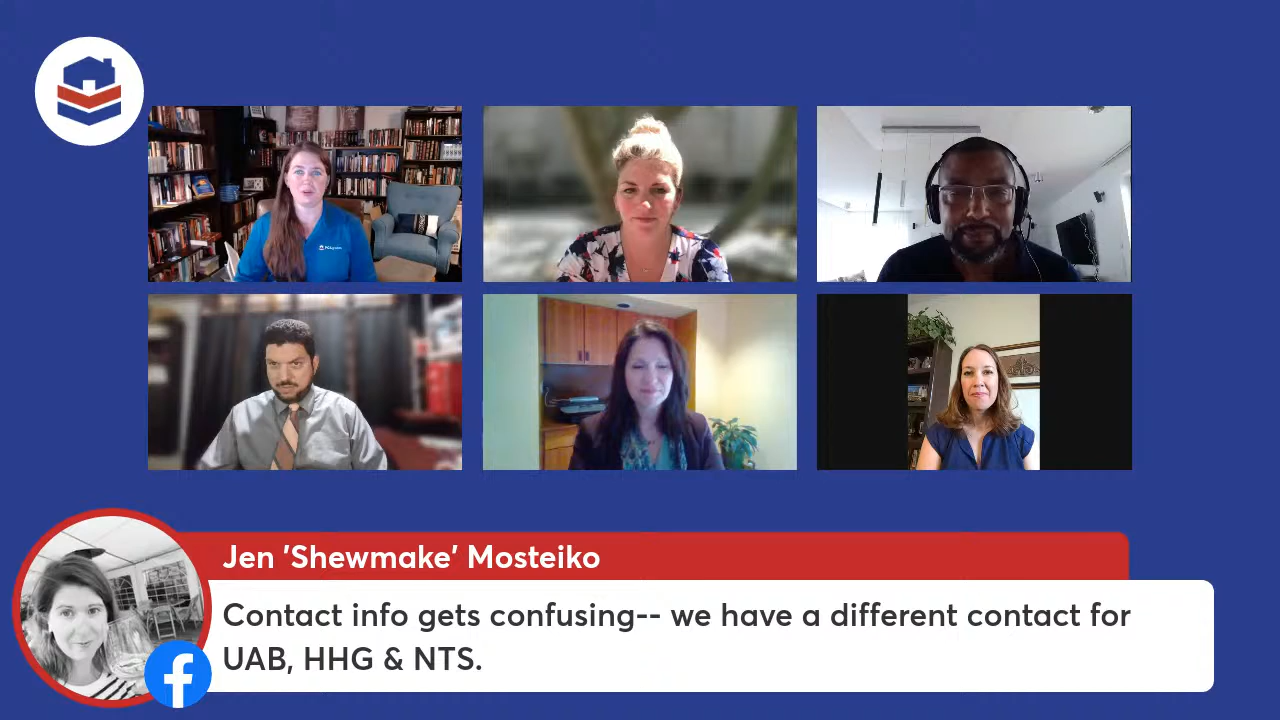 Jen 'Shewmake' Mosteiko
Contact info gets confusing-- we have a different contact for
UAB, HHG & NTS.